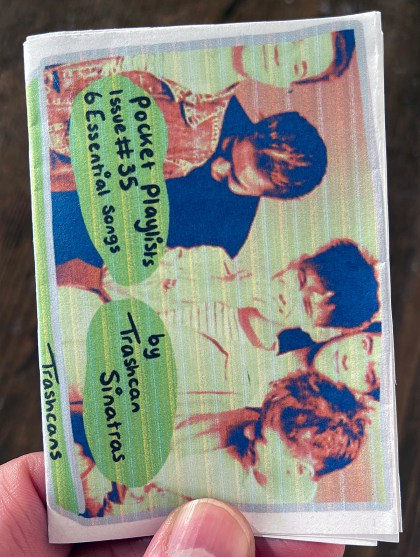 Pocket Playlists
Issue #35
6 Essential Songs
by
Trashcan
Sinatras
Trashcans